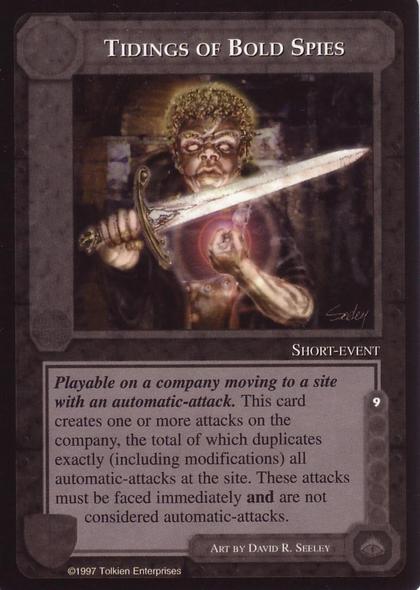 TIDINGS OF BOLD SPIES
Seeley
SHORT-EVENT
Playable on a company moving to a site
with an automatic-attack. This card
creates one or more attacks on the
company, the total of which duplicates
exactly (including modifications) all
automatic-attacks at the site. These attacks
must be faced immediately and are not
considered automatic-attacks.
9
ART BY DAVID R. SEELEY
©1997 Tolkien Enterprises